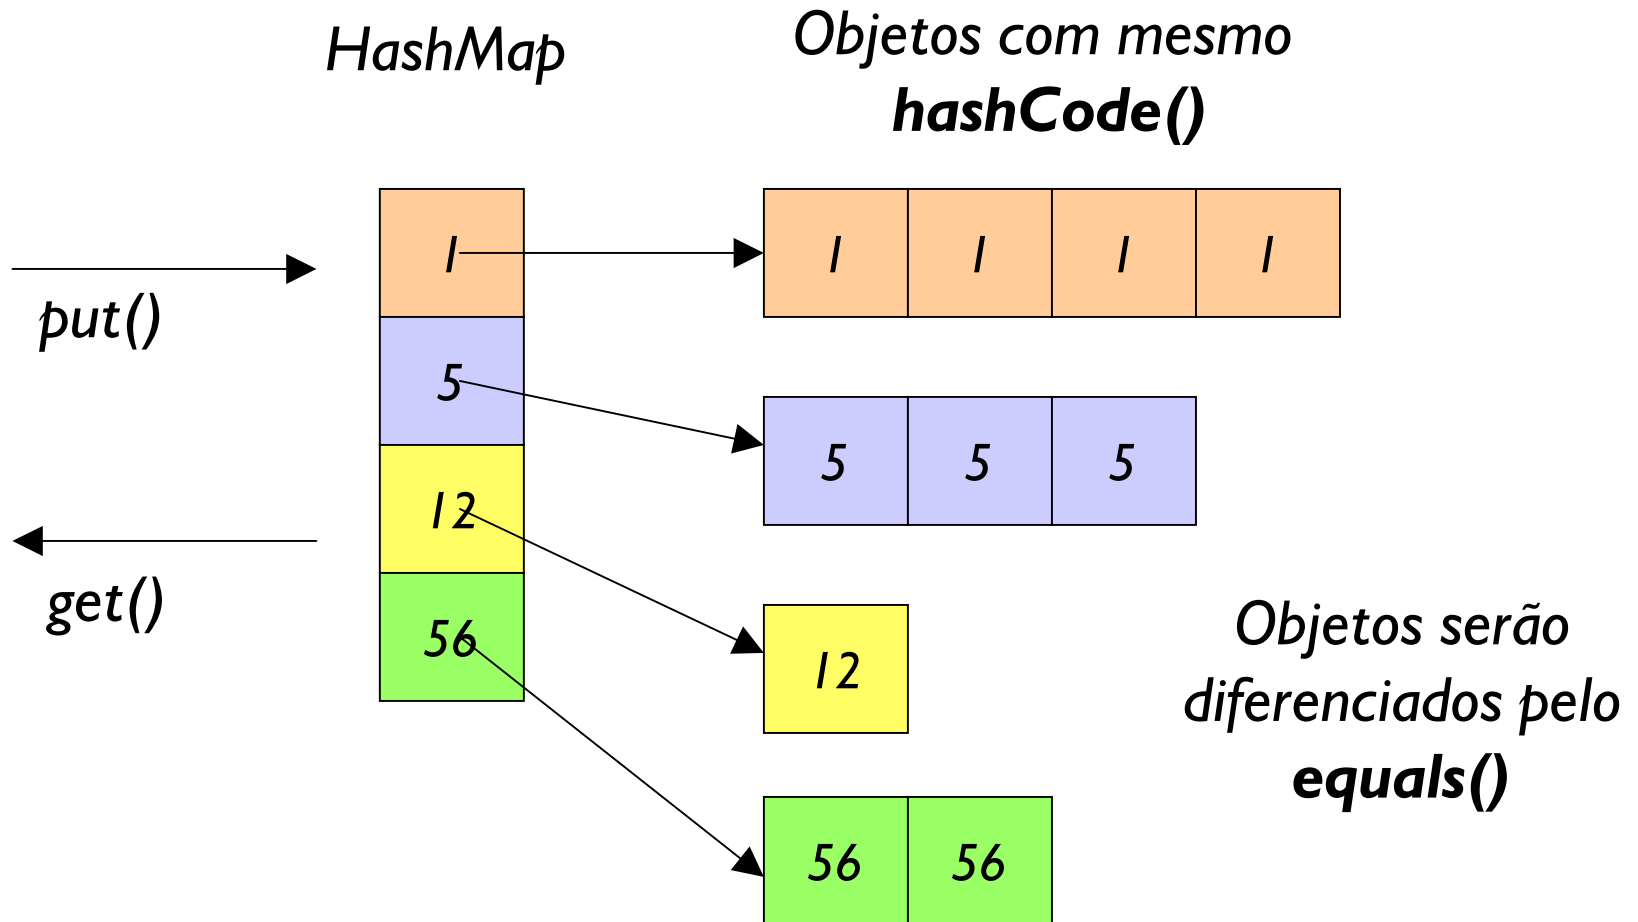 HashMap
Objetos com mesmo
hashCode()
put()
get()
1
5
12
56
1 1 1 1
5 5 5
12
56 56
Objetos serão
diferenciados pelo
equals()